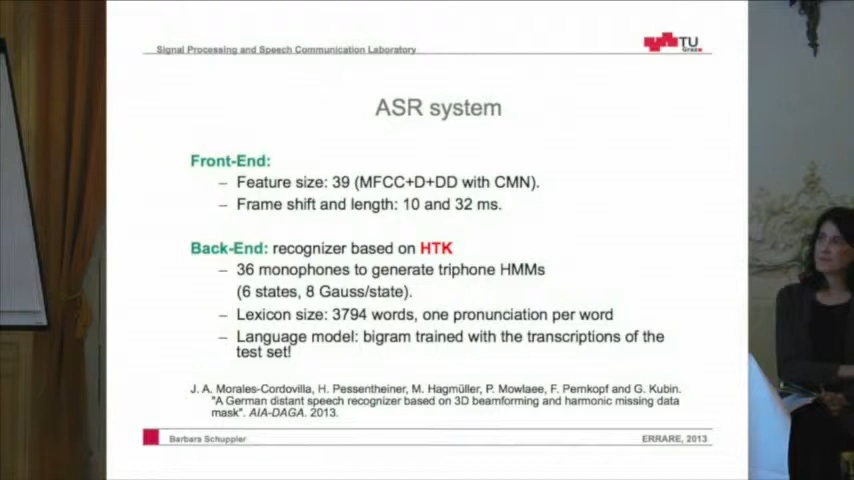 Signal Processing and Speech Communication Laboratory
TU
Graz
ASR system
Front-End:
– Feature size: 39 (MFCC+D+DD with CMN).
– Frame shift and length: 10 and 32 ms.
Back-End: recognizer based on HTK
– 36 monophones to generate triphone HMMs
(6 states, 8 Gauss/state).
– Lexicon size: 3794 words, one pronunciation per word
– Language model: bigram trained with the transcriptions of the
test set!
J. A. Morales-Cordovilla, H. Pessentheiner, M. Hagmüller, P. Mowlaee, F. Pernkopf and G. Kubin.
"A German distant speech recognizer based on 3D beamforming and harmonic missing data
mask". AIA-DAGA. 2013.
Barbara Schuppler
ERRARE, 2013